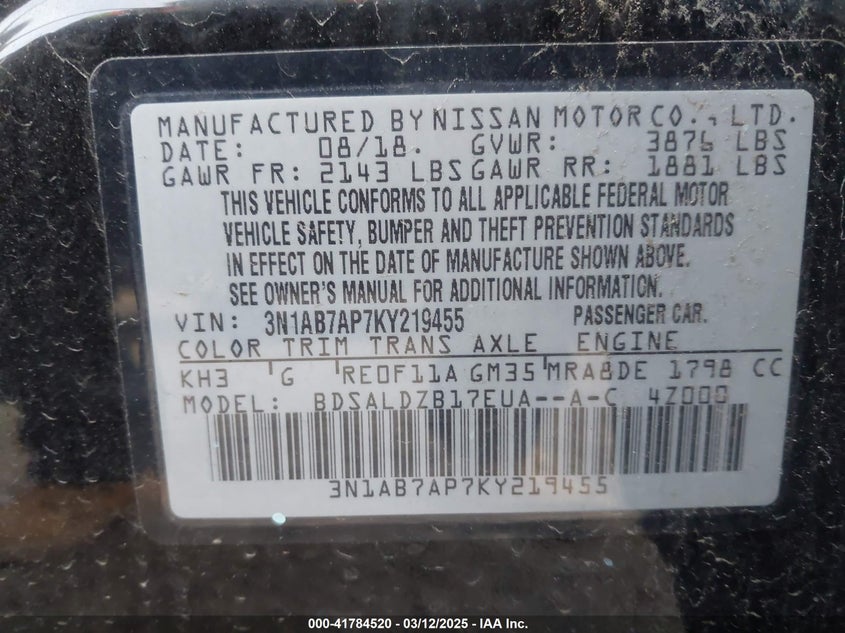 MANUFACTURED BY NISSAN MOTOR CO., LTD.
DATE: 08/18. GVWR: 3876 LBS
GAWR FR: 2143 LBS GAWR RR: 1881 LBS
THIS VEHICLE CONFORMS TO ALL APPLICABLE FEDERAL MOTOR
VEHICLE SAFETY, BUMPER AND THEFT PREVENTION STANDARDS
IN EFFECT ON THE DATE OF MANUFACTURE SHOWN ABOVE.
SEE OWNER'S MANUAL FOR ADDITIONAL INFORMATION.
VIN: 3N1AB7AP7KY219455 PASSENGER CAR.
COLOR TRIM TRANS AXLE ENGINE
KH3 G RE0F11A GM35 MRA8DE 1798 CC
MODEL: BDSALDZB17EUA--A-C 4Z000
3N1AB7AP7KY219455
000-41784520 - 03/12/2025 - IAA Inc.